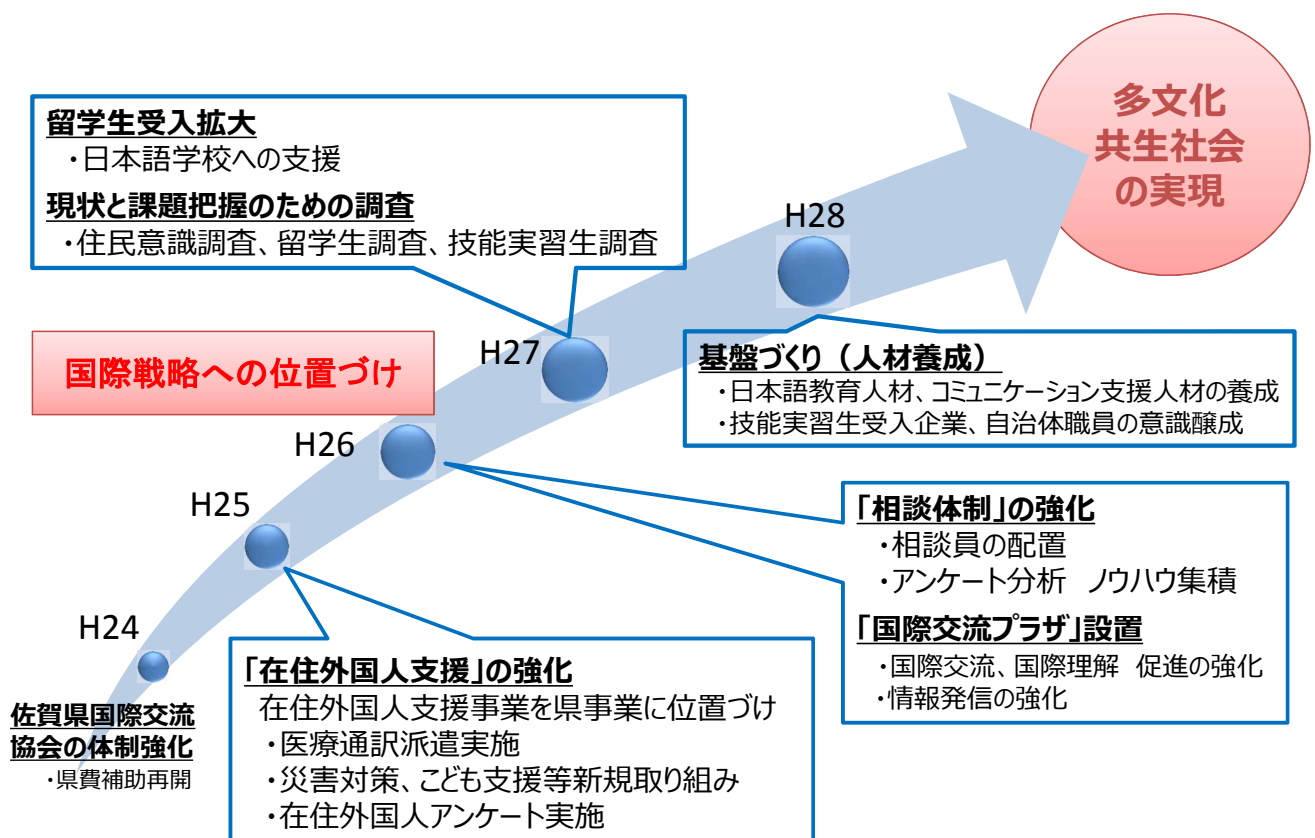 多文化
共生社会
の実現
留学生受入拡大
・日本語学校への支援
現状と課題把握のための調査
・住民意識調査、留学生調査、技能実習生調査
H28
国際戦略への位置づけ
H27
基盤づくり（人材養成）
・日本語教育人材、コミュニケーション支援人材の養成
・技能実習生受入企業、自治体職員の意識醸成
H26
「相談体制」の強化
・相談員の配置
・アンケート分析　ノウハウ集積
「国際交流プラザ」設置
・国際交流、国際理解　促進の強化
・情報発信の強化
H25
「在住外国人支援」の強化
在住外国人支援事業を県事業に位置づけ
・医療通訳派遣実施
・災害対策、こども支援等新規取り組み
・在住外国人アンケート実施
H24
佐賀県国際交流
協会の体制強化
・県費補助再開